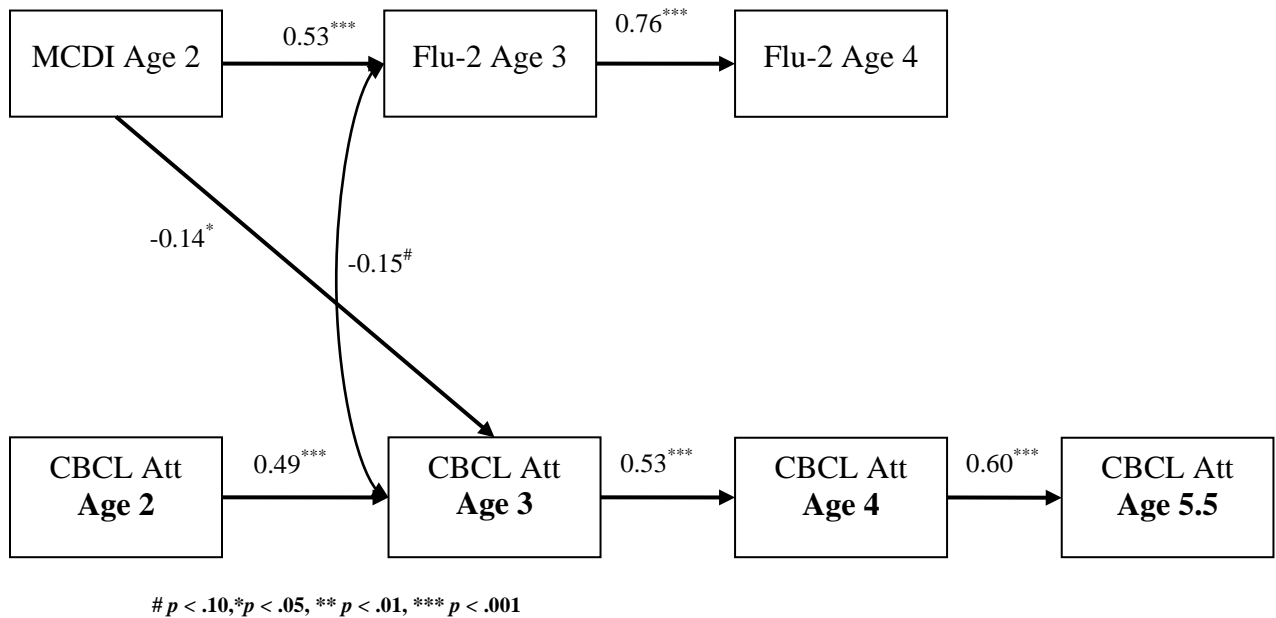 0.53***
0.76***
MCDI Age 2
Flu-2 Age 3
Flu-2 Age 4
-0.14*
-0.15#
CBCL Att
Age 2
0.49***
CBCL Att
Age 3
0.53***
CBCL Att
Age 4
0.60***
CBCL Att
Age 5.5
# p < .10,*p < .05, ** p < .01, *** p < .001